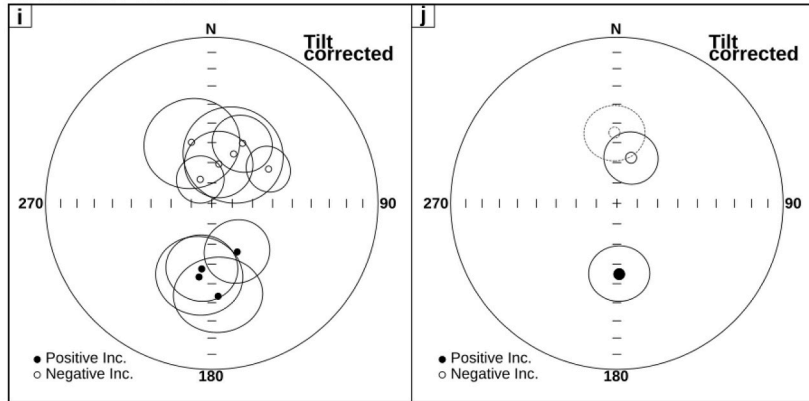 i
N
Tilt
corrected
270
90
Positive Inc.
Negative Inc.
180
j
N
Tilt
corrected
270
90
Positive Inc.
Negative Inc.
180